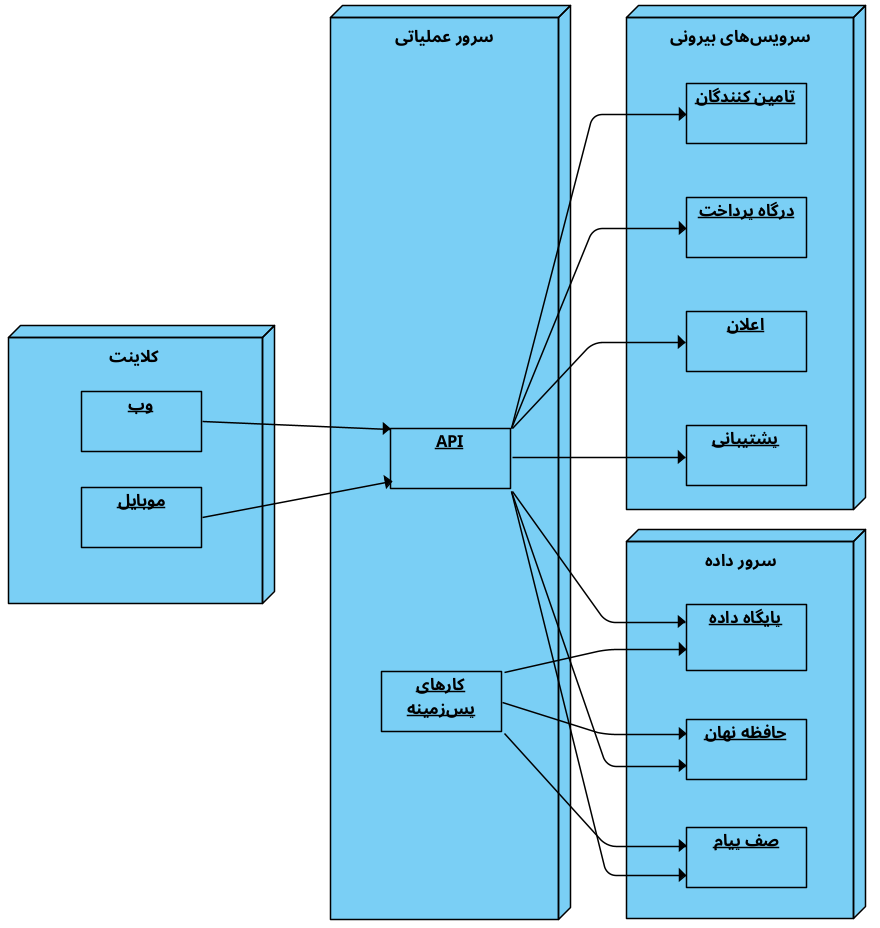 سرور عملیاتی
سرویس‌های بیرونی
تامین کنندگان
درگاه پرداخت
اعلان
پشتیبانی
کلاینت
وب
موبایل
API
کارهای
پس‌زمینه
سرور داده
پایگاه داده
حافظه نهان
صف پیام